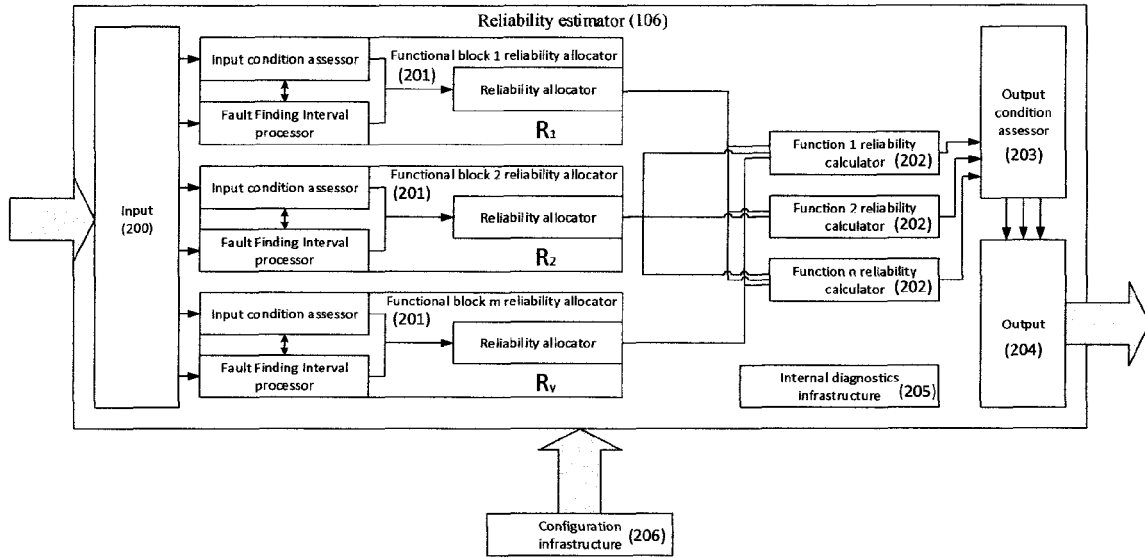 Reliability estimator (106)
Input
(200)
Input condition assessor
Fault Finding Interval
processor
Functional block 1 reliability allocator
(201)
Reliability allocator
R1
Input condition assessor
Fault Finding Interval
processor
Functional block 2 reliability allocator
(201)
Reliability allocator
R2
Input condition assessor
Fault Finding Interval
processor
Functional block m reliability allocator
(201)
Reliability allocator
Rv
Function 1 reliability
calculator (202)
Function 2 reliability
calculator (202)
Function n reliability
calculator (202)
Output
condition
assessor
(203)
Output
(204)
Internal diagnostics
infrastructure (205)
Configuration
infrastructure (206)